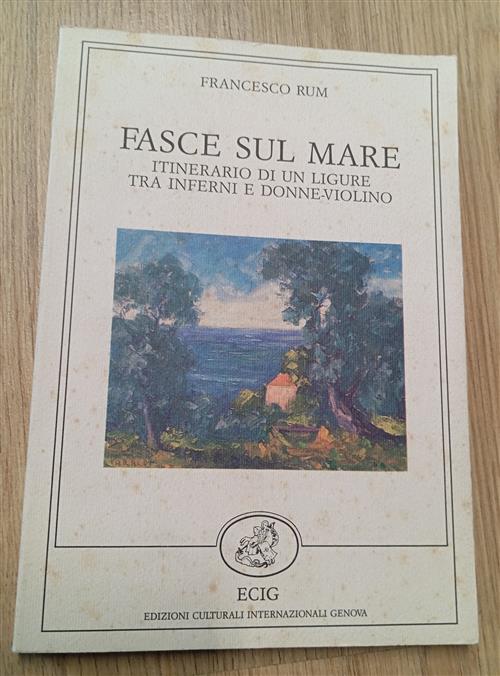 FRANCESCO RUM
FASCE SUL MARE
ITINERARIO DI UN LIGURE
TRA INFERNI E DONNE-VIOLINO
ECIG
EDIZIONI CULTURALI INTERNAZIONALI GENOVA